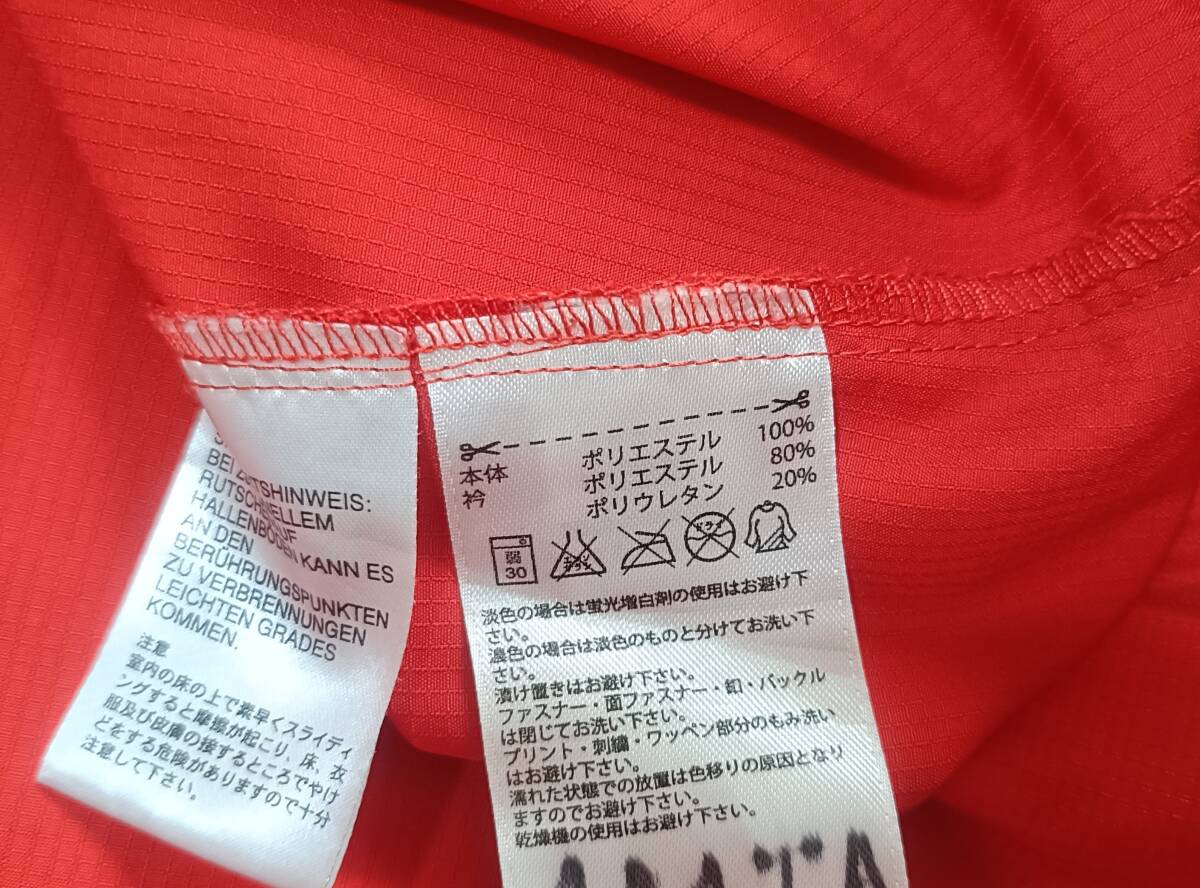 BEI
RUTSCHNELLEM
HALLENBODEN KANN ES
AN DEN
BERÜHRUNGSPUNKTEN
ZU VERBRENNUNGEN
LEICHTEN GRADES
KOMMEN.
注意
室内の床の上で素早くスライディ
ングすると摩擦が起こり、床、衣
服及び皮膚の接するところでやけ
どをする危険がありますので十分
注意して下さい。
本体 ポリエステル 100%
衿 ポリエステル 80%
ポリウレタン 20%
弱
30
ドライ
淡色の場合は蛍光増白剤の使用はお避け下
さい。
濃色の場合は淡色のものと分けてお洗い下
さい。
漬け置きはお避け下さい。
ファスナー・面ファスナー・釦・バックル
は閉じてお洗い下さい。
プリント・刺繍・ワッペン部分のもみ洗い
はお避け下さい。
濡れた状態での放置は色移りの原因となり
ますのでお避け下さい。
乾燥機の使用はお避け下さい。